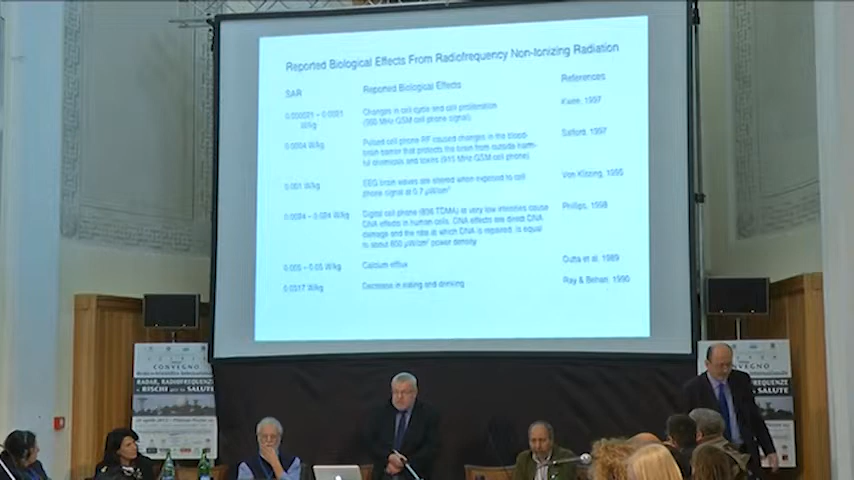 Reported Biological Effects From Radiofrequency Non-Ionizing Radiation
SAR Reported Biological Effects References
0.000021 – 0.0021 W/kg Changes in cell cycle and cell proliferation (960 MHz GSM cell phone signal) Kwee, 1997
0.0004 W/kg Pulsed cell phone RF caused changes in the blood-
brain barrier that protects the brain from outside harm-
ful chemicals and toxins (915 MHz GSM cell phone) Salford, 1997
0.001 W/kg EEG brain waves are altered when exposed to cell
phone signal at 0.7 µW/cm² Von Klitzing, 1995
0.0024 – 0.024 W/kg Digital cell phone (836 TDMA) at very low intensities cause
DNA effects in human cells. DNA effects are direct DNA
damage and the rate at which DNA is repaired, is equal
to about 800 µW/cm² power density Phillips, 1998
0.005 – 0.05 W/kg Calcium efflux Dutta et al. 1989
0.0317 W/kg Decrease in eating and drinking Ray & Behari, 1990
CONVEGNO
RADAR, RADIOFREQUENZE
e RISCHI per la SALUTE